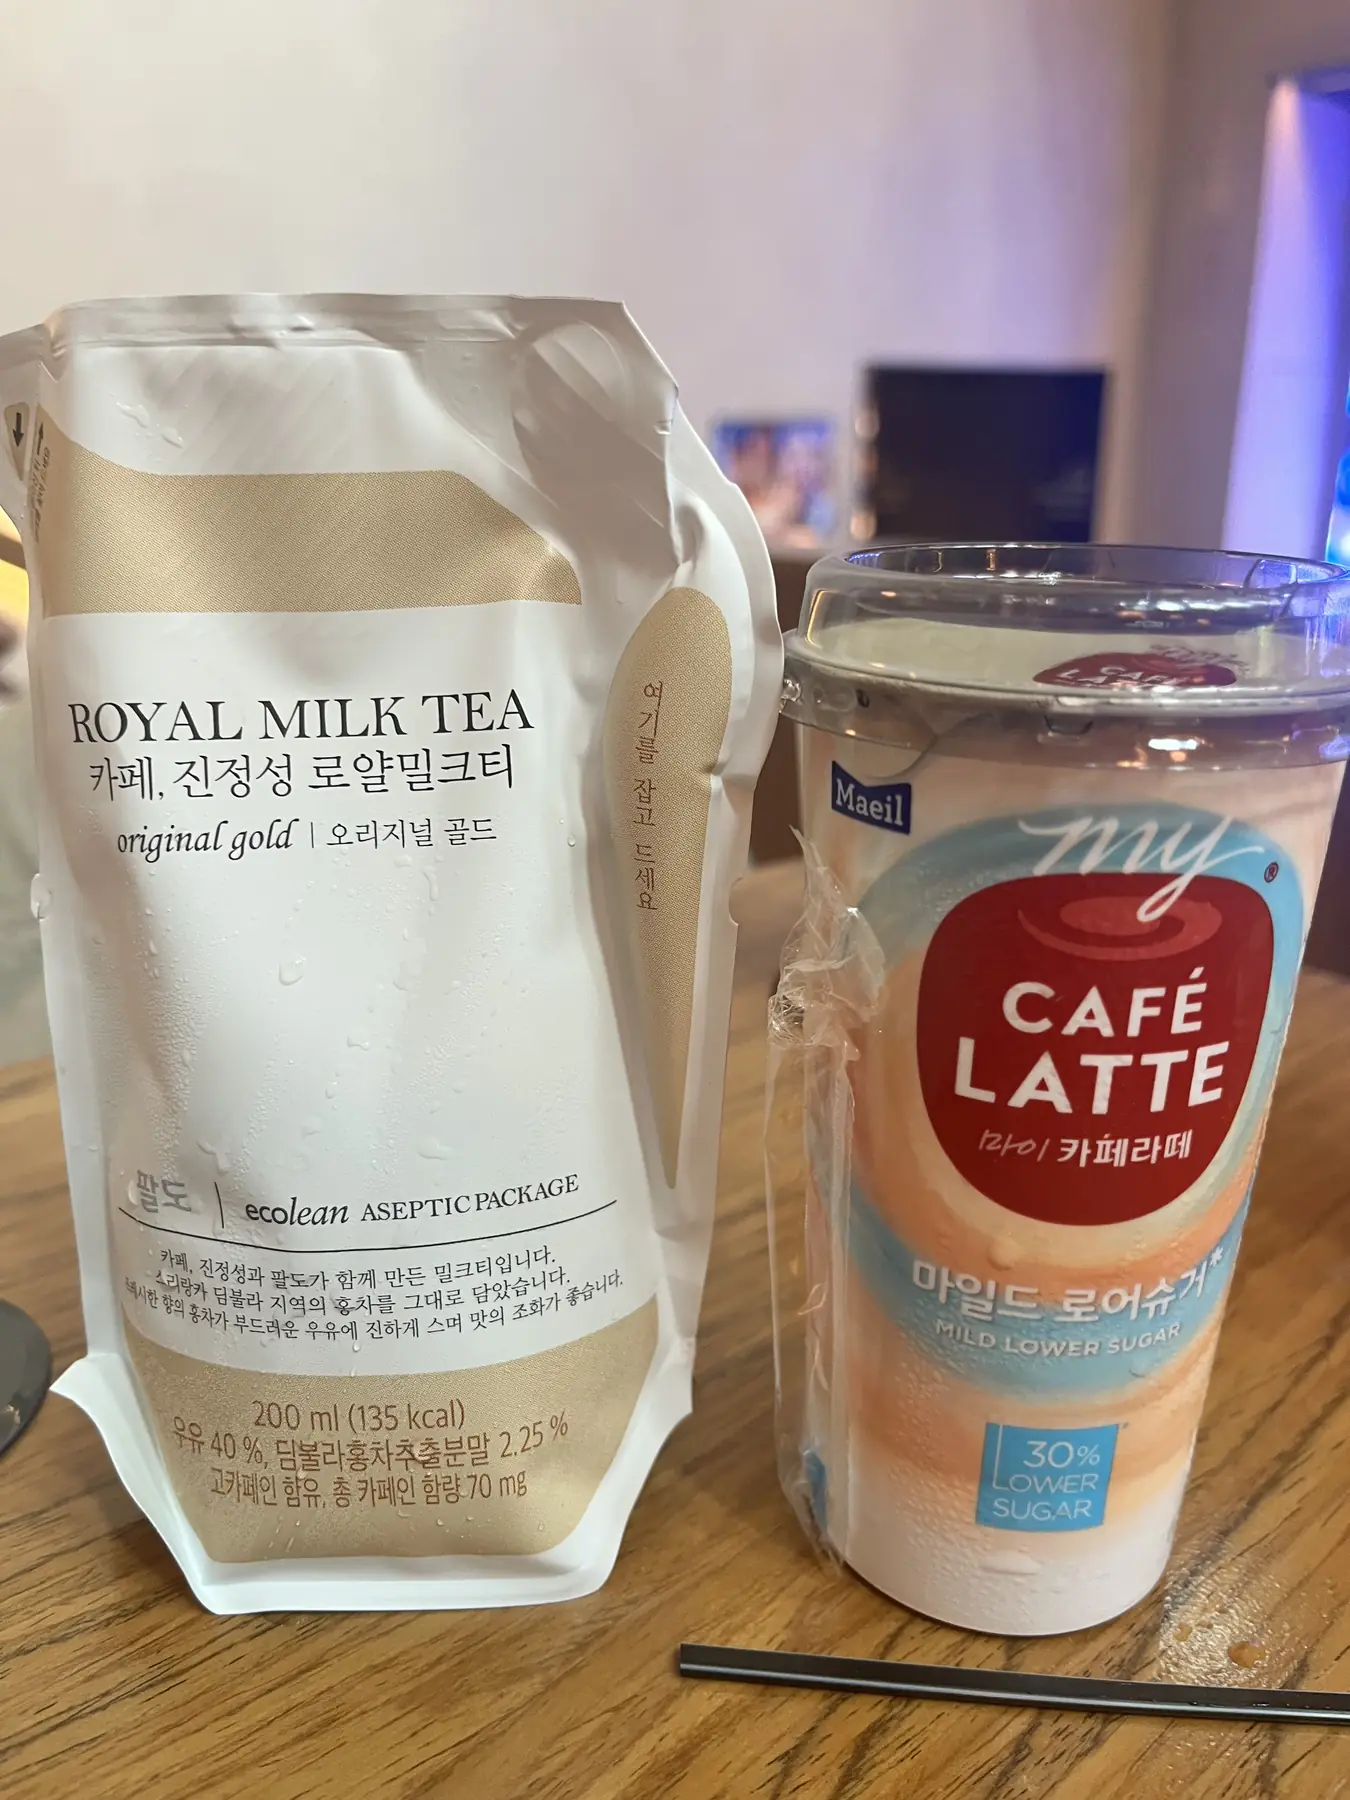 ROYAL MILK TEA
카페, 진정성 로얄밀크티
original gold | 오리지널 골드
여기를 잡고 드세요
팔도 | ecolean ASEPTIC PACKAGE
카페, 진정성과 팔도가 함께 만든 밀크티입니다.
스리랑카 딤불라 지역의 홍차를 그대로 담았습니다.
향의 홍차가 부드러운 우유에 진하게 스며 맛의 조화가 좋습니다.
200 ml (135 kcal)
우유 40 %, 딤불라홍차추출분말 2.25 %
고카페인 함유, 총 카페인 함량 70 mg
CAFÉ
LATTE
Maeil
my
®
CAFÉ
LATTE
마이 카페라떼
마일드 로어슈거*
MILD LOWER SUGAR
30%
LOWER
SUGAR